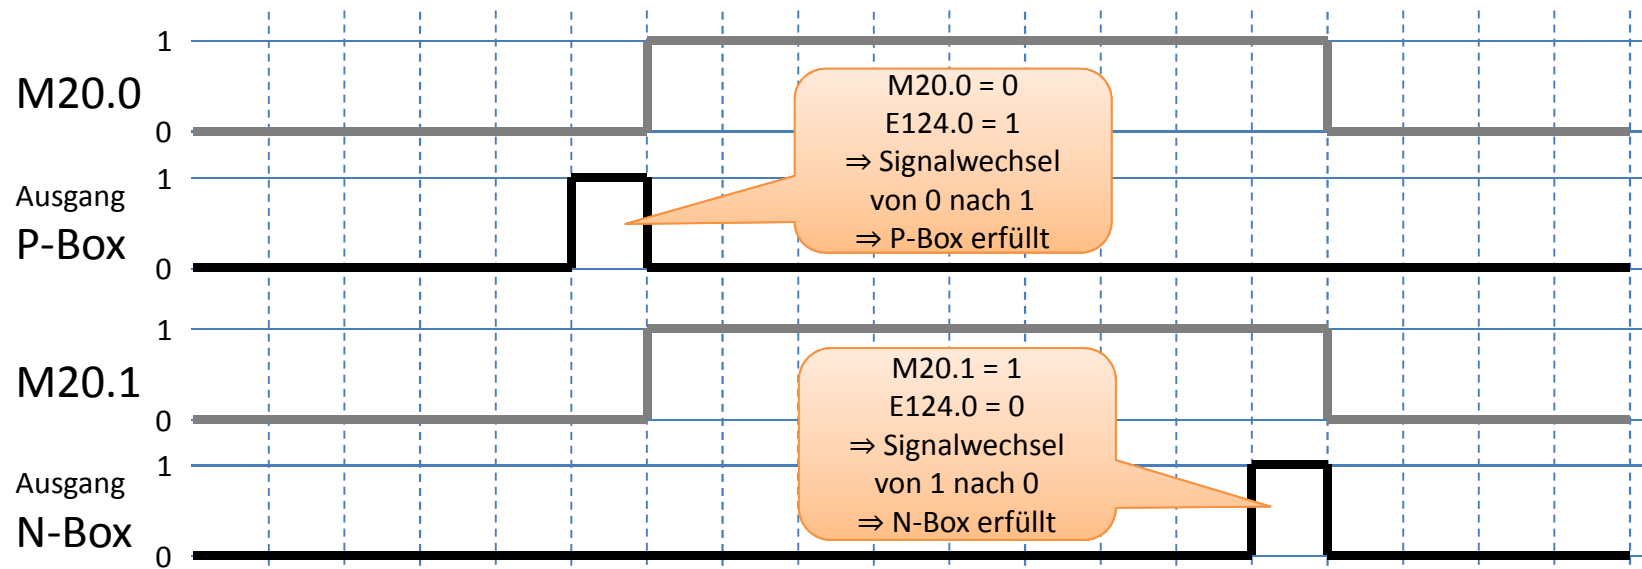 1
M20.0
0
M20.0 = 0
E124.0 = 1
⇒ Signalwechsel
von 0 nach 1
⇒ P-Box erfüllt
1
Ausgang
P-Box
0
1
M20.1
0
M20.1 = 1
E124.0 = 0
⇒ Signalwechsel
von 1 nach 0
⇒ N-Box erfüllt
1
Ausgang
N-Box
0